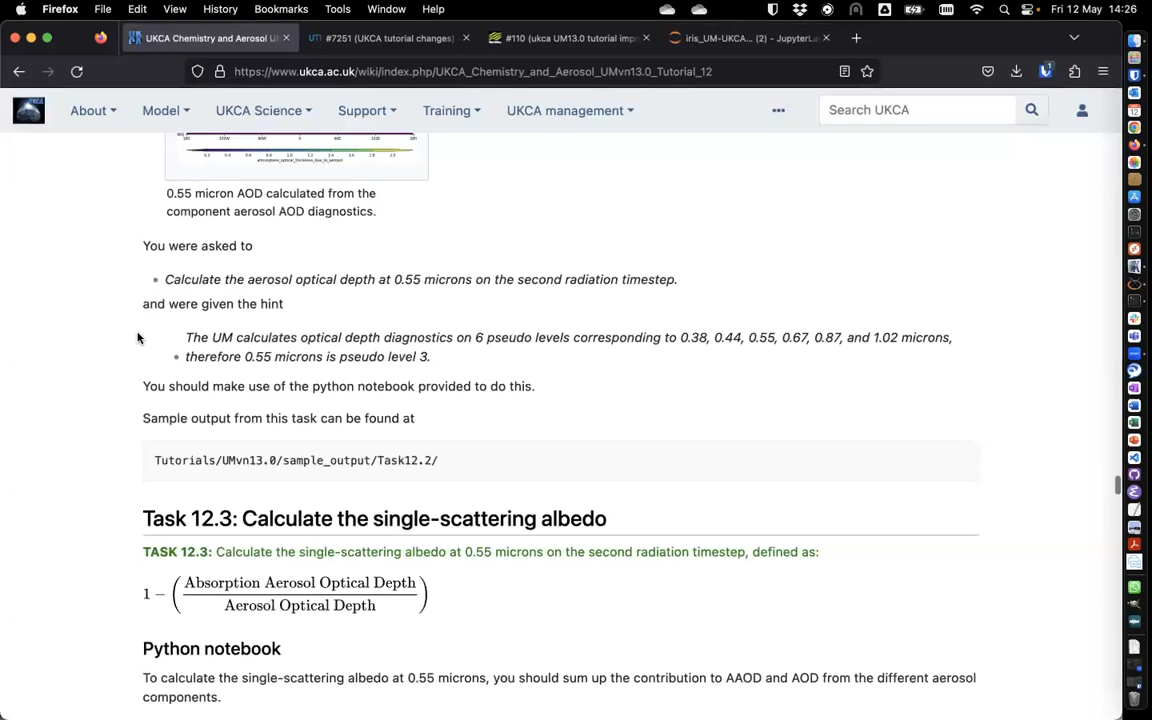 Firefox File Edit View History Bookmarks Tools Window Help Fri 12 May 14:26
UKCA Chemistry and Aerosol U
#7251 (UKCA tutorial changes)
#110 (ukca UM13.0 tutorial imp
iris_UM-UKCA... (2) - JupyterL
https://www.ukca.ac.uk/wiki/index.php/UKCA_Chemistry_and_Aerosol_UMvn13.0_Tutorial_12
About Model UKCA Science Support Training UKCA management Search UKCA
atmosphere_optical_thickness_due_to_aerosol
0.55 micron AOD calculated from the
component aerosol AOD diagnostics.
You were asked to
Calculate the aerosol optical depth at 0.55 microns on the second radiation timestep.
and were given the hint
The UM calculates optical depth diagnostics on 6 pseudo levels corresponding to 0.38, 0.44, 0.55, 0.67, 0.87, and 1.02 microns,
therefore 0.55 microns is pseudo level 3.
You should make use of the python notebook provided to do this.
Sample output from this task can be found at
Tutorials/UMvn13.0/sample_output/Task12.2/
Task 12.3: Calculate the single-scattering albedo
TASK 12.3: Calculate the single-scattering albedo at 0.55 microns on the second radiation timestep, defined as:
1 − (Absorption Aerosol Optical Depth
Aerosol Optical Depth)
Python notebook
To calculate the single-scattering albedo at 0.55 microns, you should sum up the contribution to AAOD and AOD from the different aerosol
components.